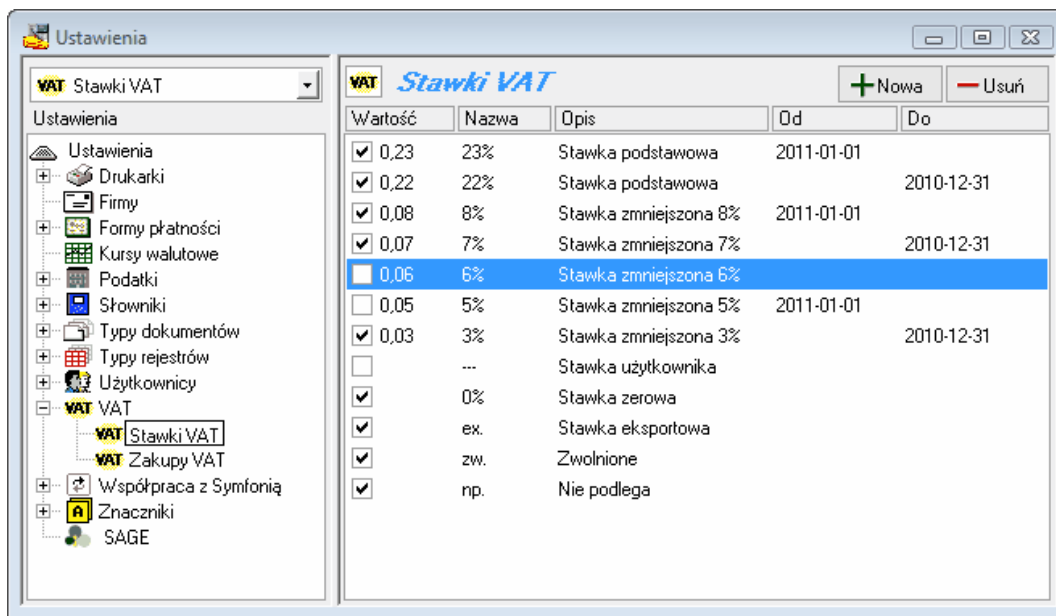 Ustawienia
VAT Stawki VAT
Ustawienia
Ustawienia
Drukarki
Firmy
Formy płatności
Kursy walutowe
Podatki
Słowniki
Typy dokumentów
Typy rejestrów
Użytkownicy
VAT VAT
VAT Stawki VAT
VAT Zakupy VAT
Współpraca z Symfonią
A Znaczniki
SAGE
VAT Stawki VAT
Nowa
Usuń
Wartość Nazwa Opis Od Do
0,23 23% Stawka podstawowa 2011-01-01
0,22 22% Stawka podstawowa 2010-12-31
0,08 8% Stawka zmniejszona 8% 2011-01-01
0,07 7% Stawka zmniejszona 7% 2010-12-31
0,06 6% Stawka zmniejszona 6%
0,05 5% Stawka zmniejszona 5% 2011-01-01
0,03 3% Stawka zmniejszona 3% 2010-12-31
--- Stawka użytkownika
0% Stawka zerowa
ex. Stawka eksportowa
zw. Zwolnione
np. Nie podlega